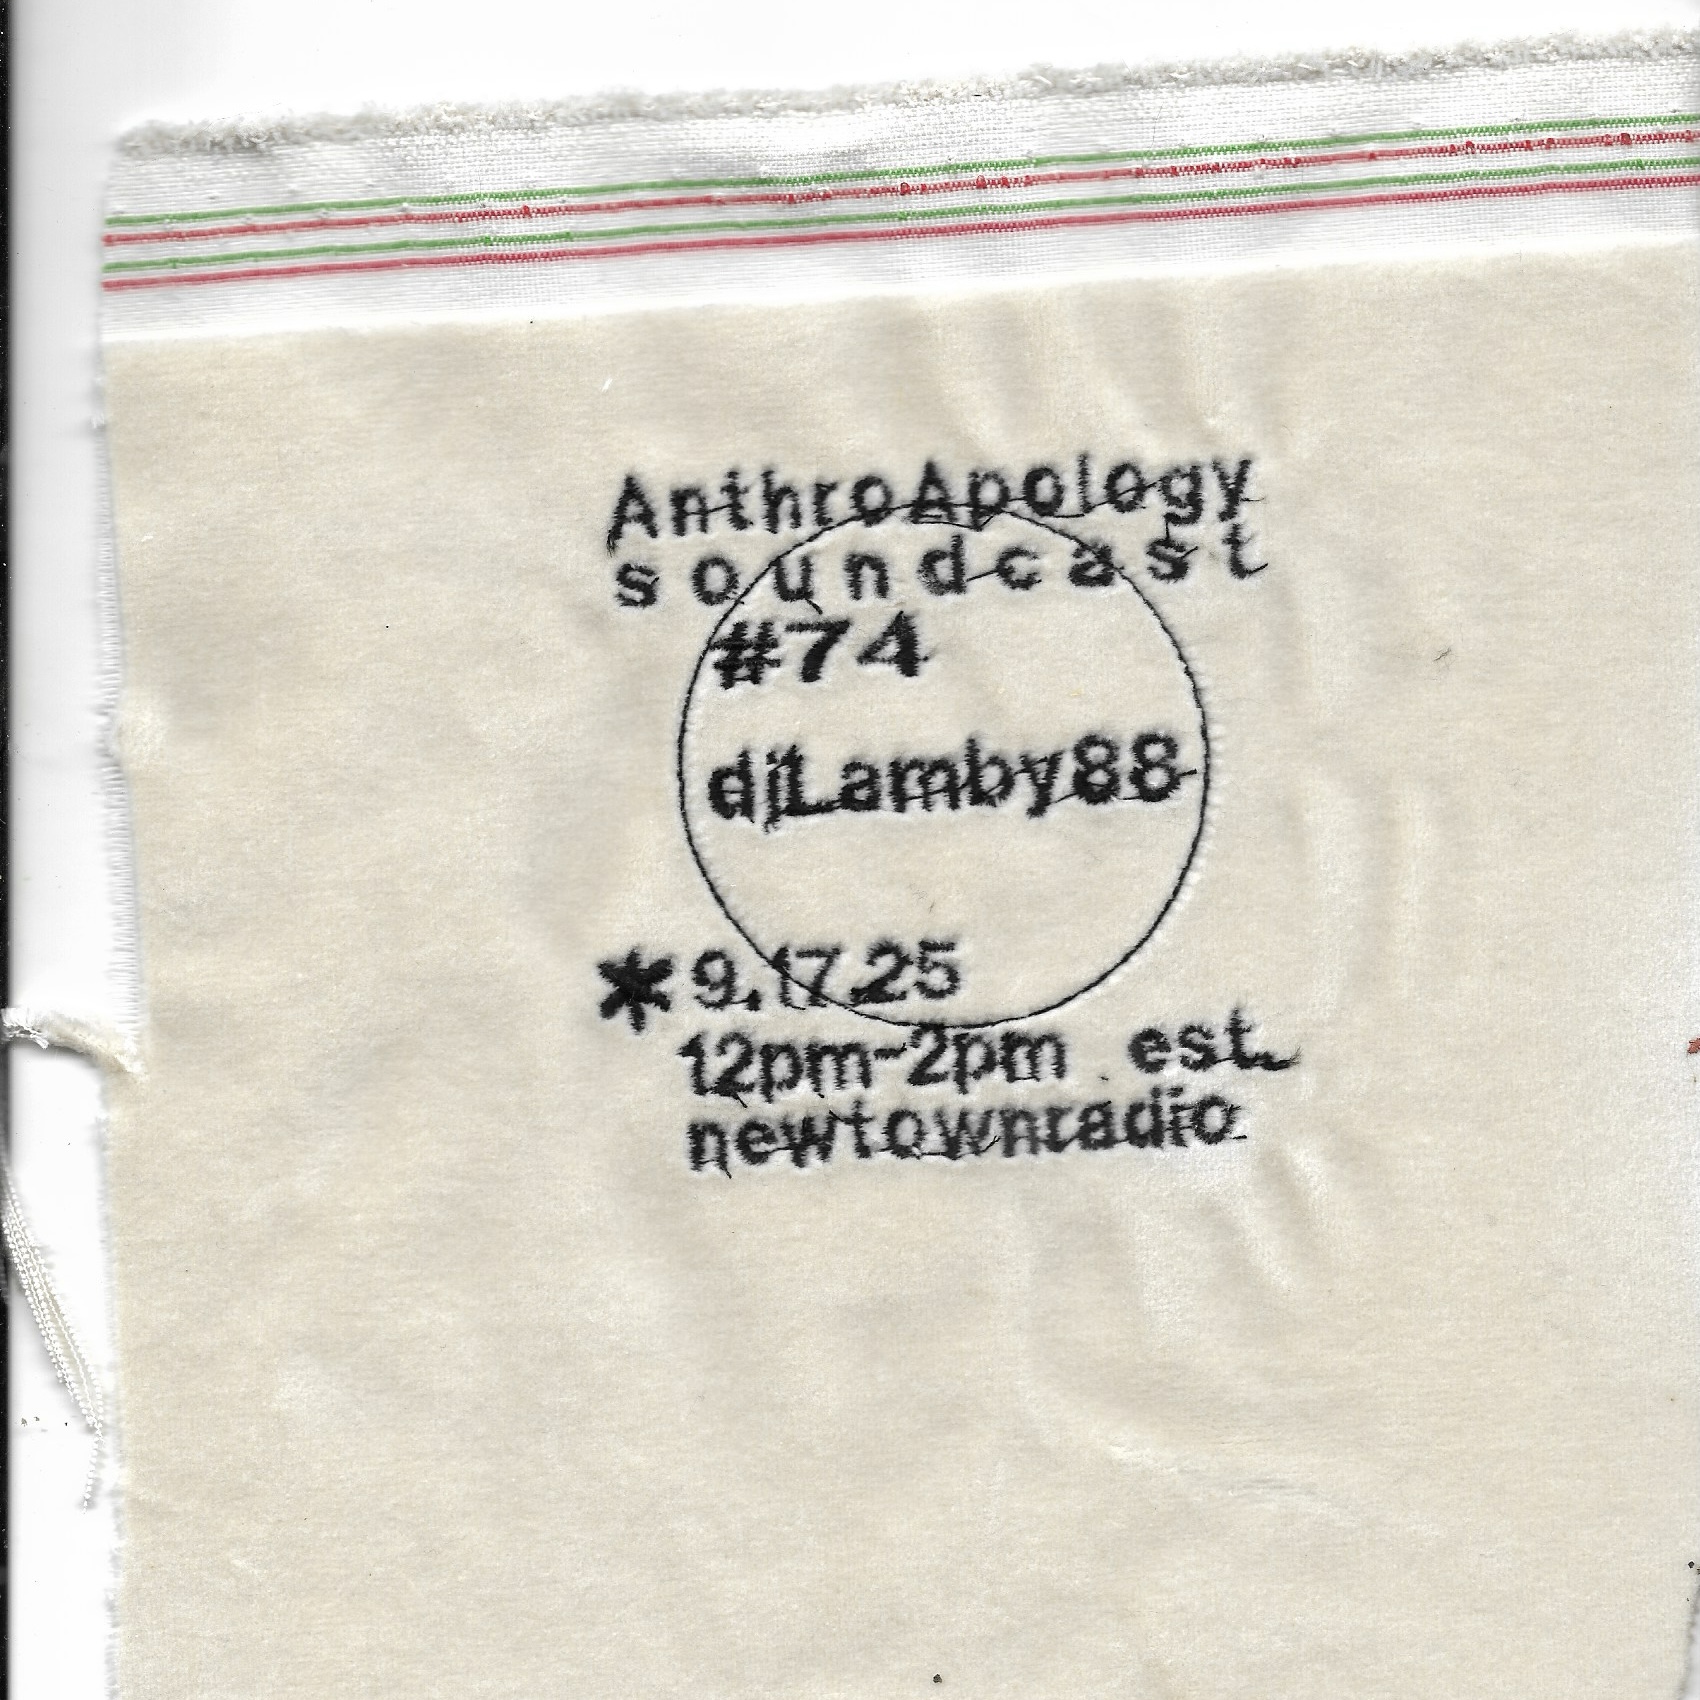 AnthroApology
soundcast
#74
djLamby88
*9.17.25
12pm-2pm est.
newtownradio